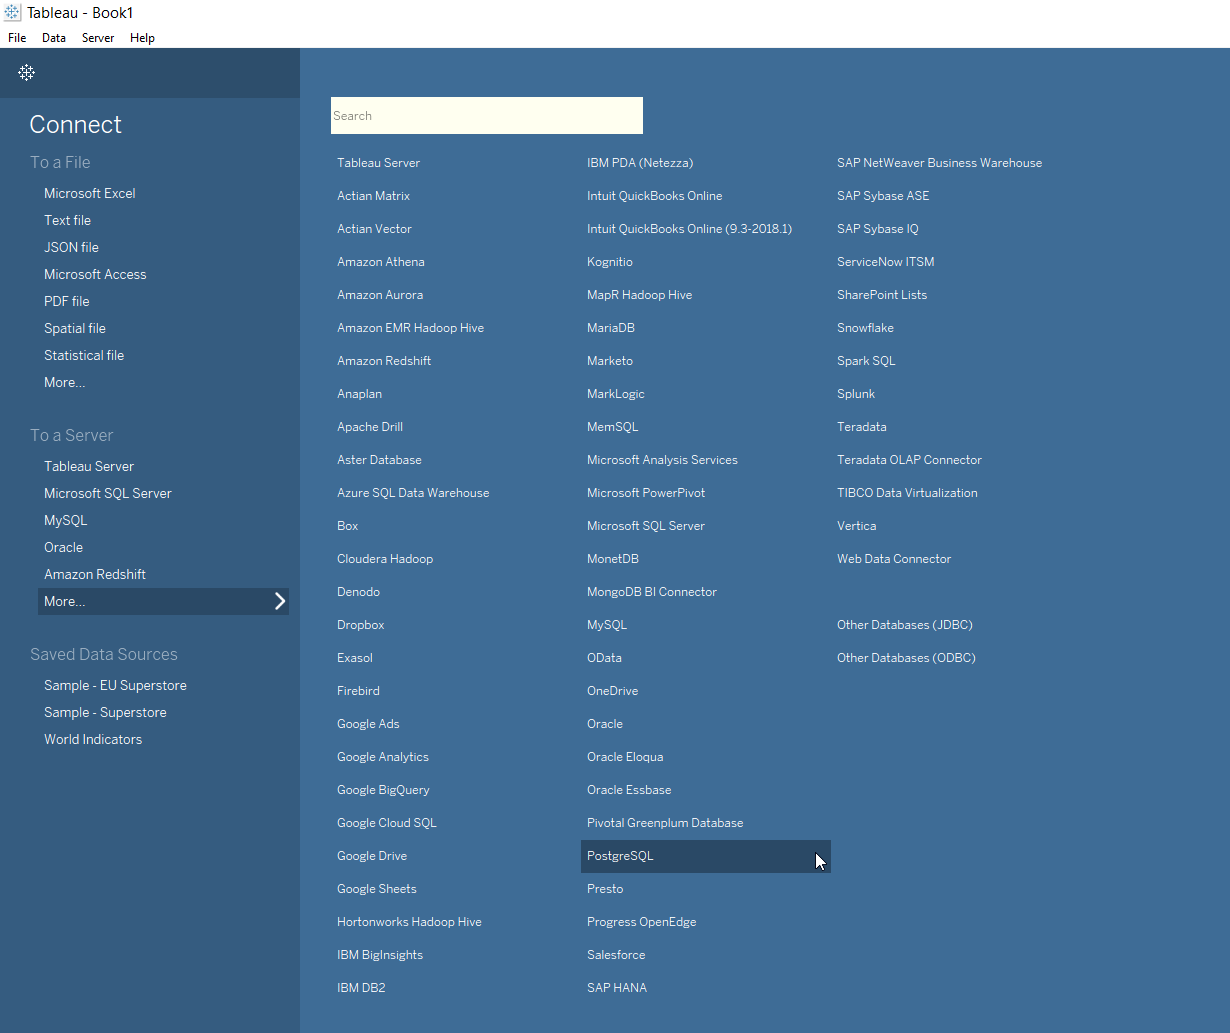 Tableau - Book1
File Data Server Help
Connect
To a File
Microsoft Excel
Text file
JSON file
Microsoft Access
PDF file
Spatial file
Statistical file
More...
To a Server
Tableau Server
Microsoft SQL Server
MySQL
Oracle
Amazon Redshift
More...
Saved Data Sources
Sample - EU Superstore
Sample - Superstore
World Indicators
Search
Tableau Server
Actian Matrix
Actian Vector
Amazon Athena
Amazon Aurora
Amazon EMR Hadoop Hive
Amazon Redshift
Anaplan
Apache Drill
Aster Database
Azure SQL Data Warehouse
Box
Cloudera Hadoop
Denodo
Dropbox
Exasol
Firebird
Google Ads
Google Analytics
Google BigQuery
Google Cloud SQL
Google Drive
Google Sheets
Hortonworks Hadoop Hive
IBM BigInsights
IBM DB2
IBM PDA (Netezza)
Intuit QuickBooks Online
Intuit QuickBooks Online (9.3-2018.1)
Kognitio
MapR Hadoop Hive
MariaDB
Marketo
MarkLogic
MemSQL
Microsoft Analysis Services
Microsoft PowerPivot
Microsoft SQL Server
MonetDB
MongoDB BI Connector
MySQL
OData
OneDrive
Oracle
Oracle Eloqua
Oracle Essbase
Pivotal Greenplum Database
PostgreSQL
Presto
Progress OpenEdge
Salesforce
SAP HANA
SAP NetWeaver Business Warehouse
SAP Sybase ASE
SAP Sybase IQ
ServiceNow ITSM
SharePoint Lists
Snowflake
Spark SQL
Splunk
Teradata
Teradata OLAP Connector
TIBCO Data Virtualization
Vertica
Web Data Connector
Other Databases (JDBC)
Other Databases (ODBC)